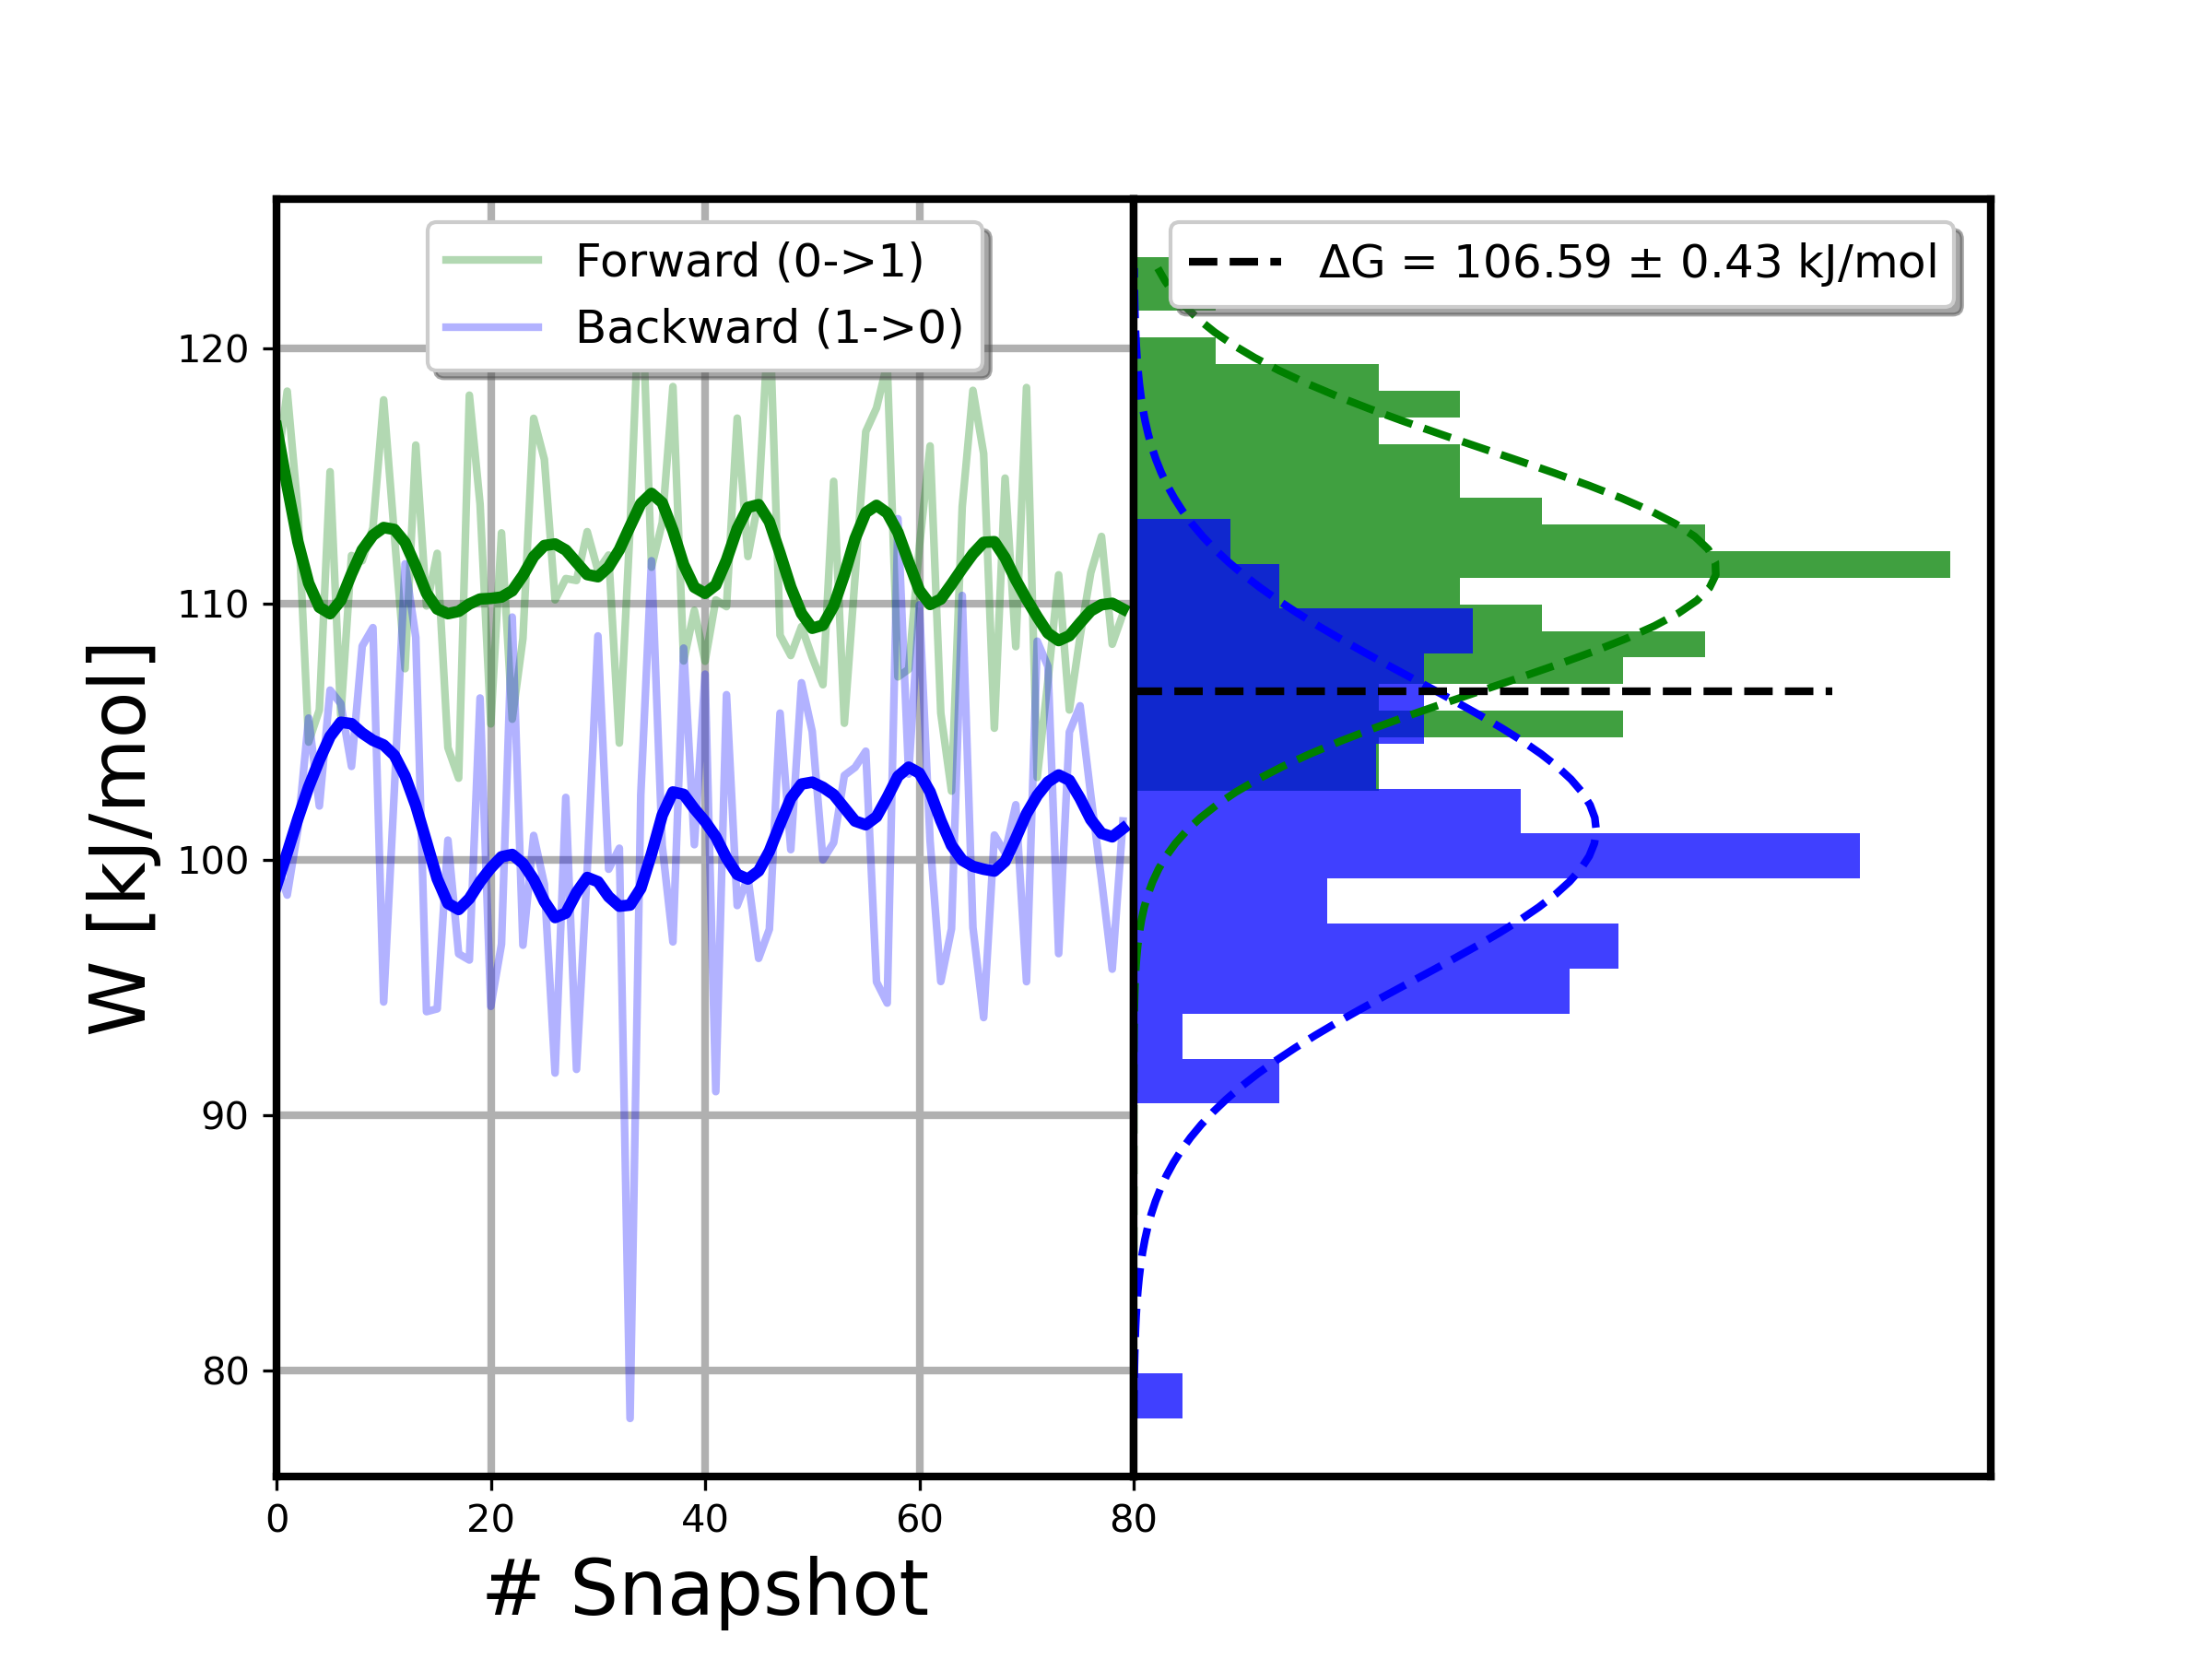 Forward (0->1)
Backward (1->0)
ΔG = 106.59 ± 0.43 kJ/mol
W [kJ/mol]
120
110
100
90
80
0 20 40 60 80
# Snapshot